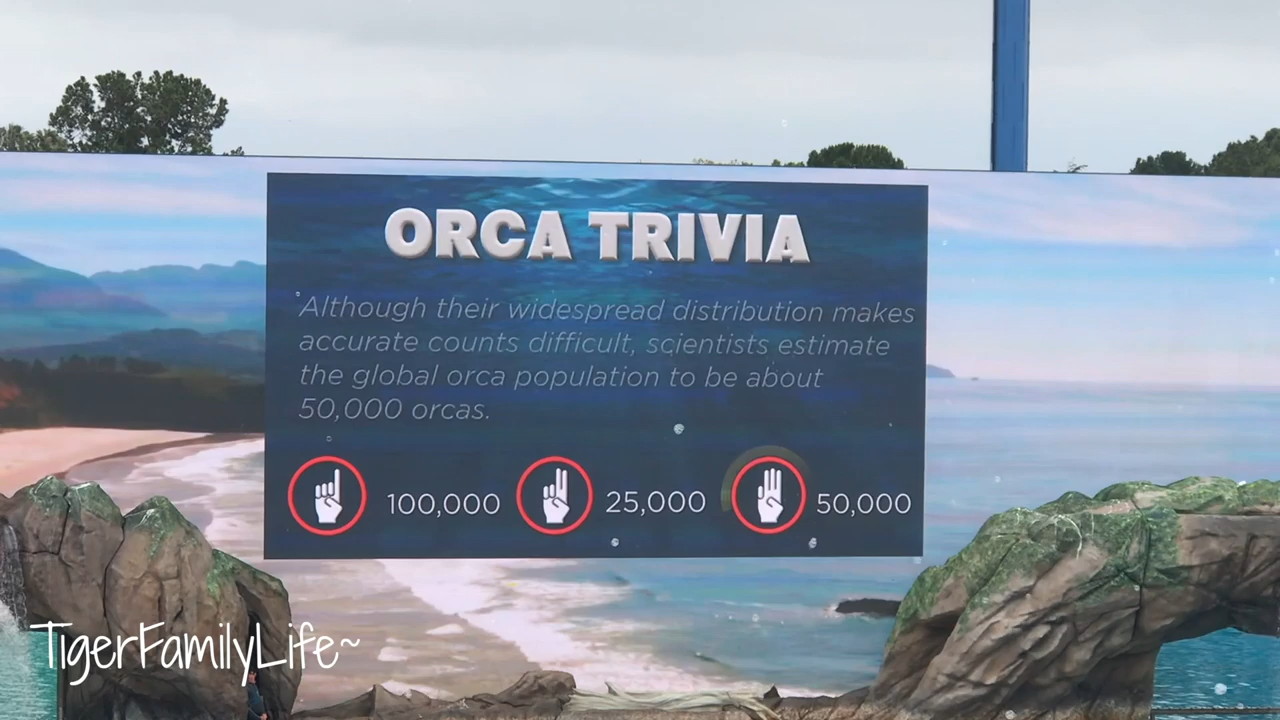 ORCA TRIVIA
Although their widespread distribution makes
accurate counts difficult, scientists estimate
the global orca population to be about
50,000 orcas.
100,000 25,000 50,000
TigerFamilyLife~